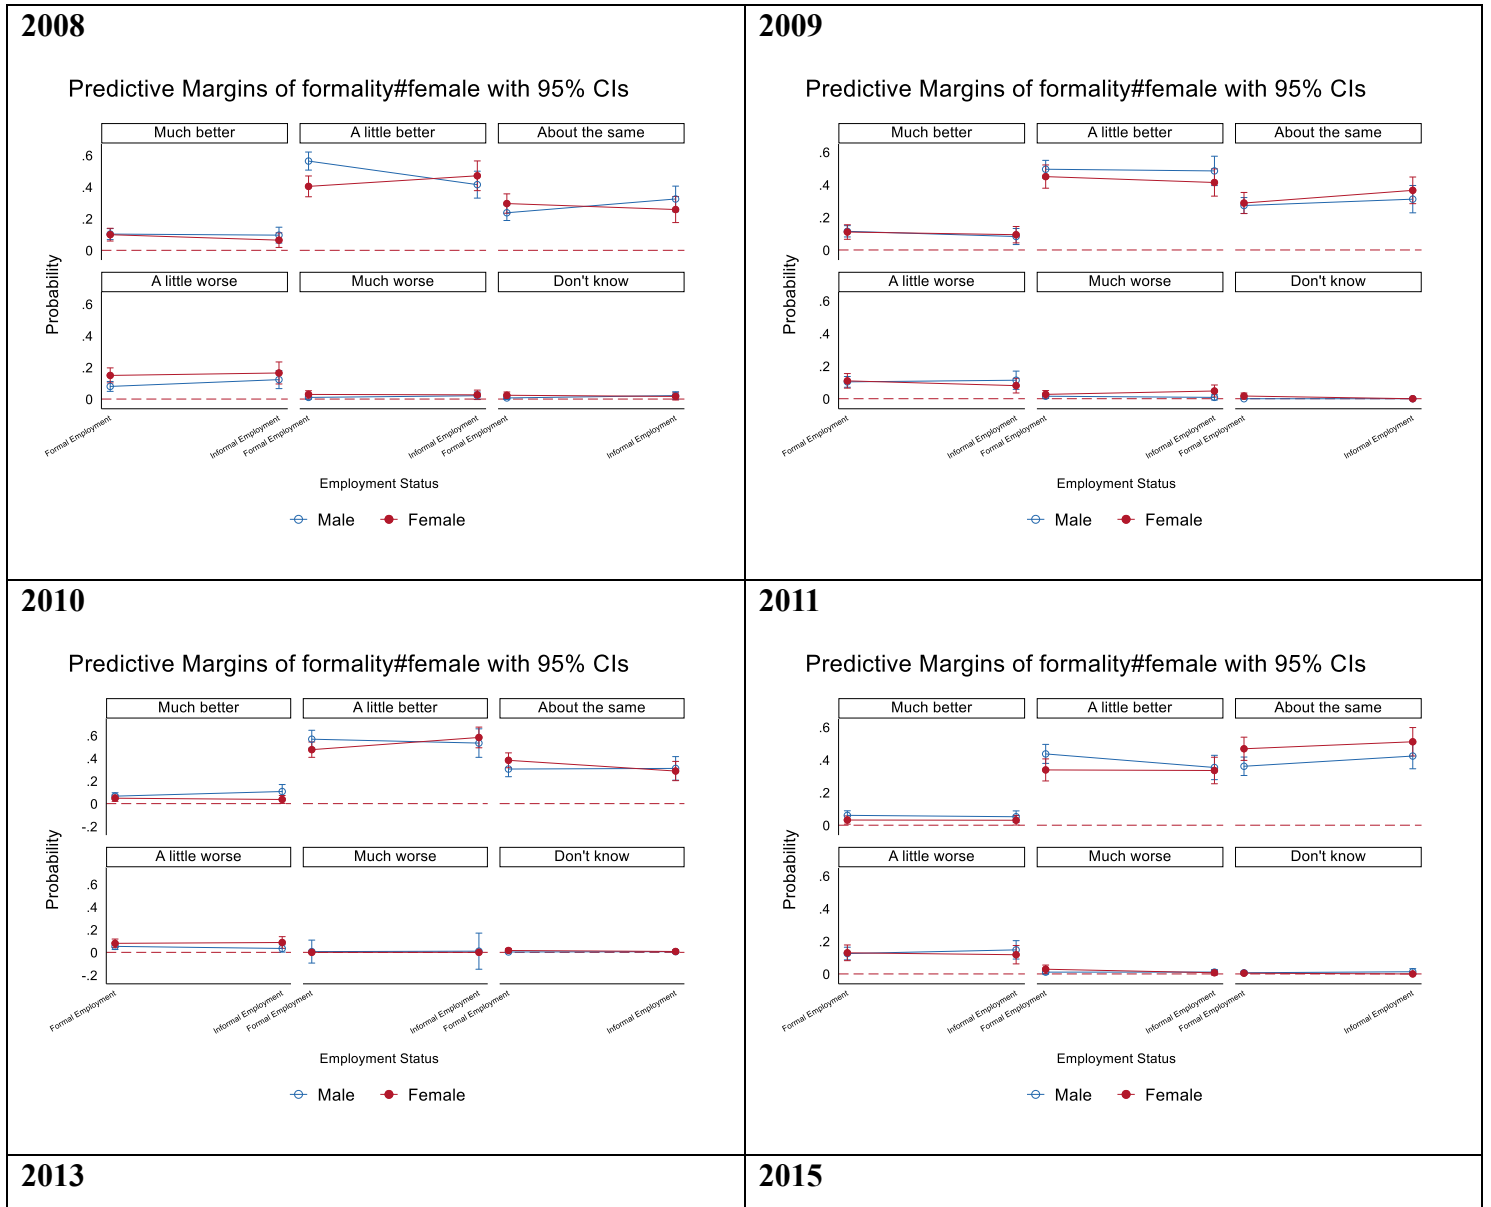 2008
Predictive Margins of formality#female with 95% CIs
Much better
A little better
About the same
.6
.4
.2
0
A little worse
Much worse
Don't know
.6
.4
.2
0
Probability
Formal Employment
Informal Employment
Formal Employment
Informal Employment
Formal Employment
Informal Employment
Employment Status
Male
Female
2009
Predictive Margins of formality#female with 95% CIs
Much better
A little better
About the same
.6
.4
.2
0
A little worse
Much worse
Don't know
.6
.4
.2
0
Probability
Formal Employment
Informal Employment
Formal Employment
Informal Employment
Formal Employment
Informal Employment
Employment Status
Male
Female
2010
Predictive Margins of formality#female with 95% CIs
Much better
A little better
About the same
.6
.4
.2
0
-.2
A little worse
Much worse
Don't know
.6
.4
.2
0
-.2
Probability
Formal Employment
Informal Employment
Formal Employment
Informal Employment
Formal Employment
Informal Employment
Employment Status
Male
Female
2011
Predictive Margins of formality#female with 95% CIs
Much better
A little better
About the same
.6
.4
.2
0
A little worse
Much worse
Don't know
.6
.4
.2
0
Probability
Formal Employment
Informal Employment
Formal Employment
Informal Employment
Formal Employment
Informal Employment
Employment Status
Male
Female
2013
2015